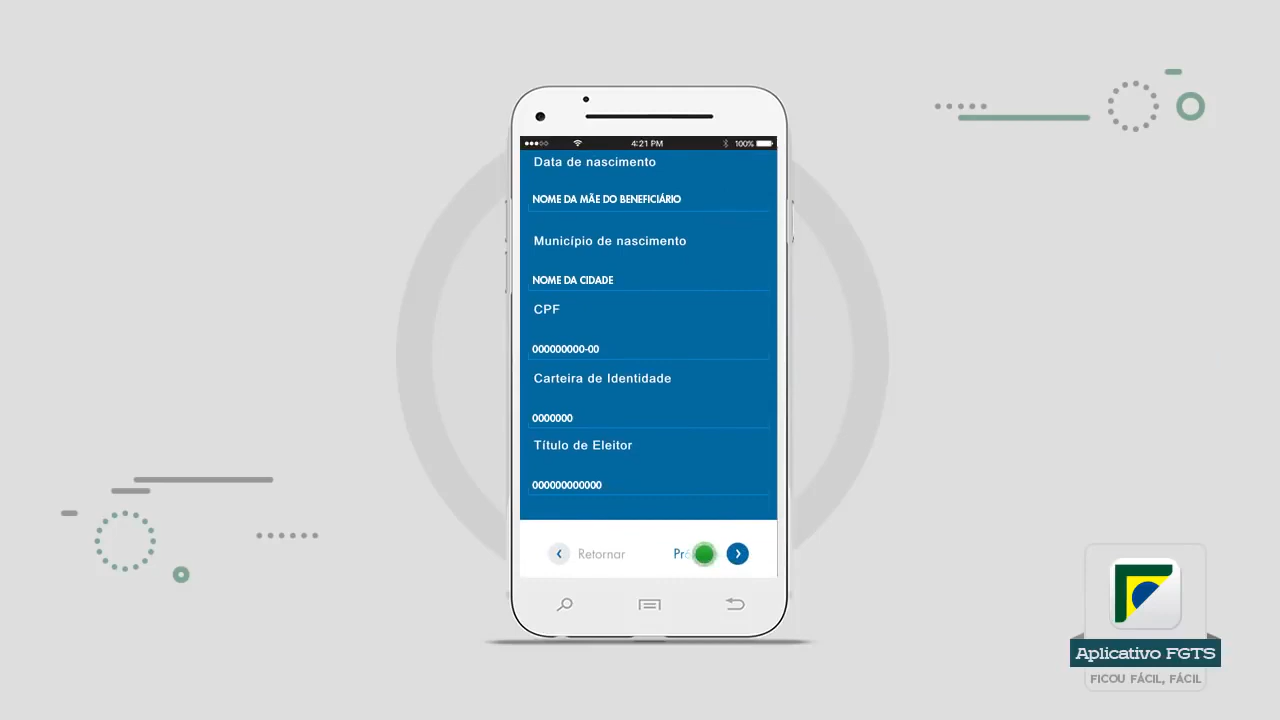 4:21 PM
100%
Data de nascimento
NOME DA MÃE DO BENEFICIÁRIO
Município de nascimento
NOME DA CIDADE
CPF
000000000-00
Carteira de Identidade
0000000
Título de Eleitor
000000000000
Retornar
Aplicativo FGTS
FICOU FÁCIL, FÁCIL